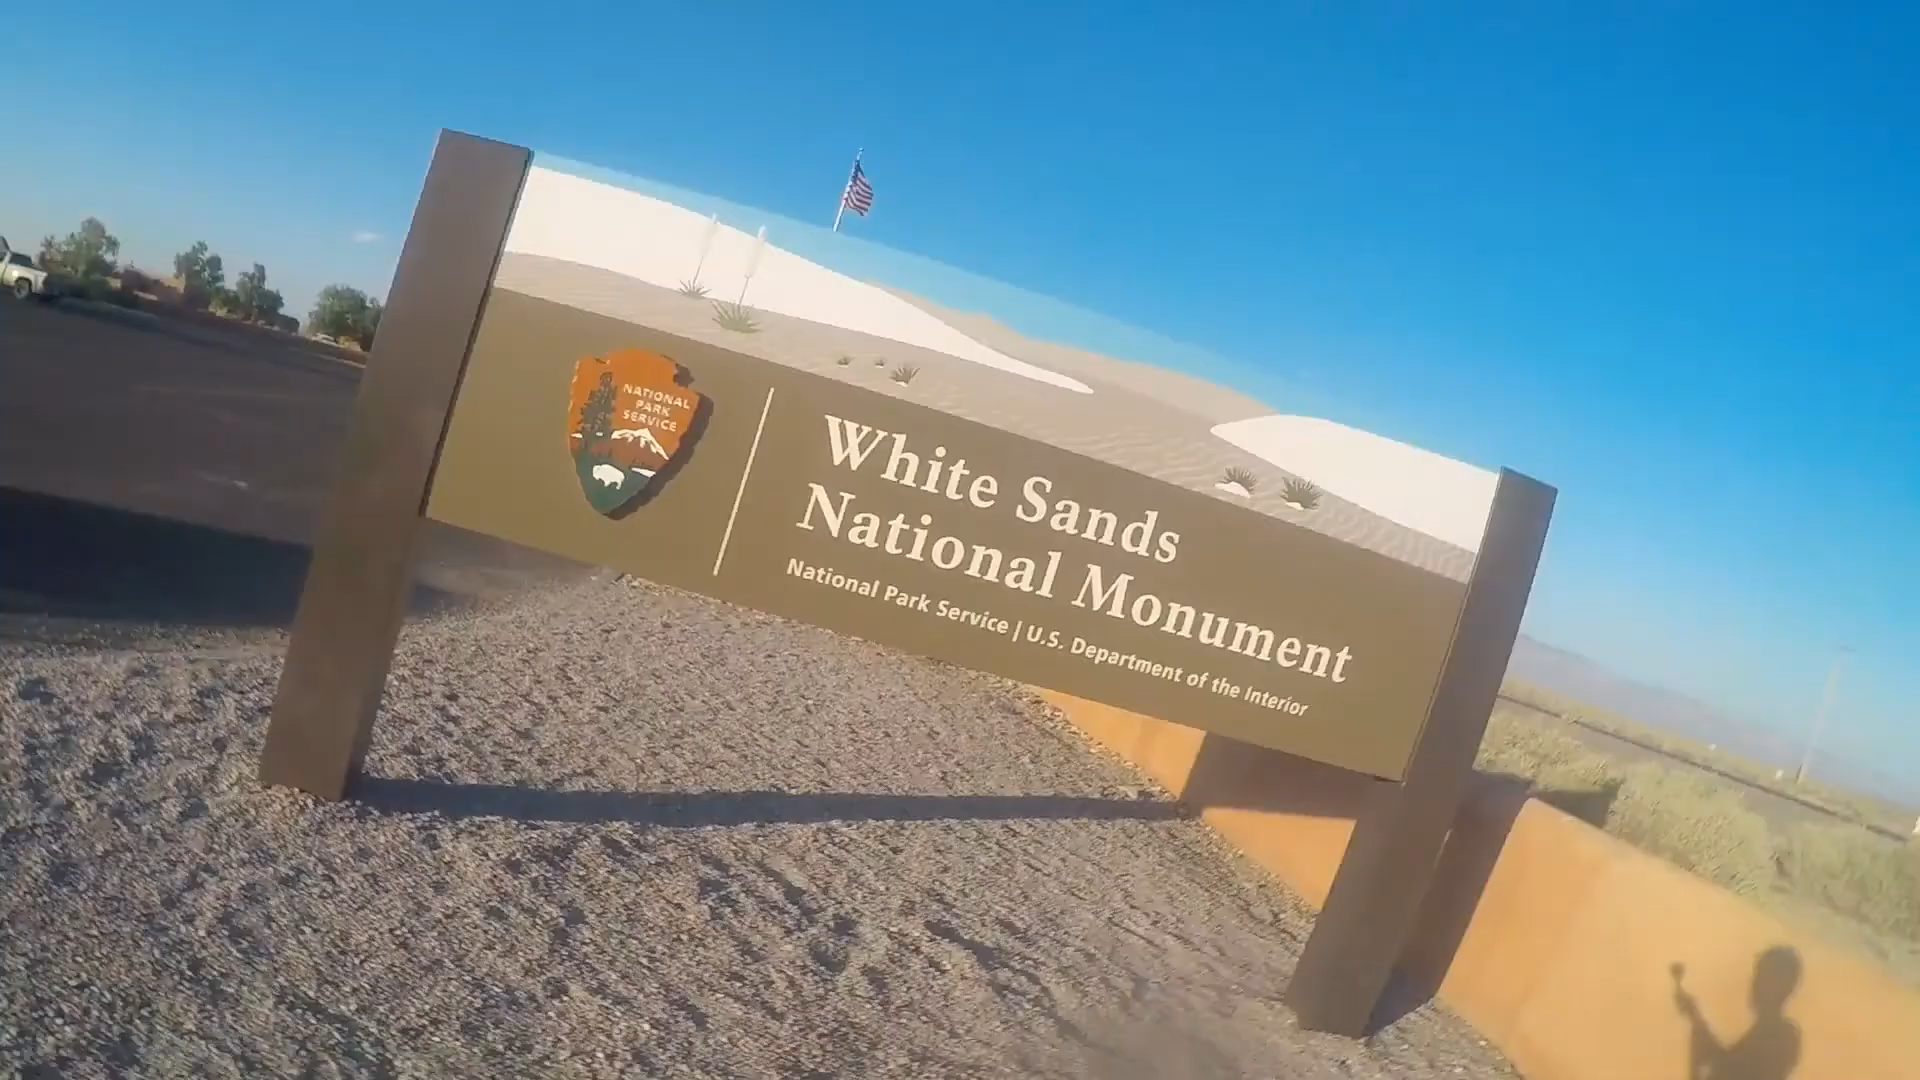 NATIONAL
PARK
SERVICE
White Sands
National Monument
National Park Service | U.S. Department of the Interior